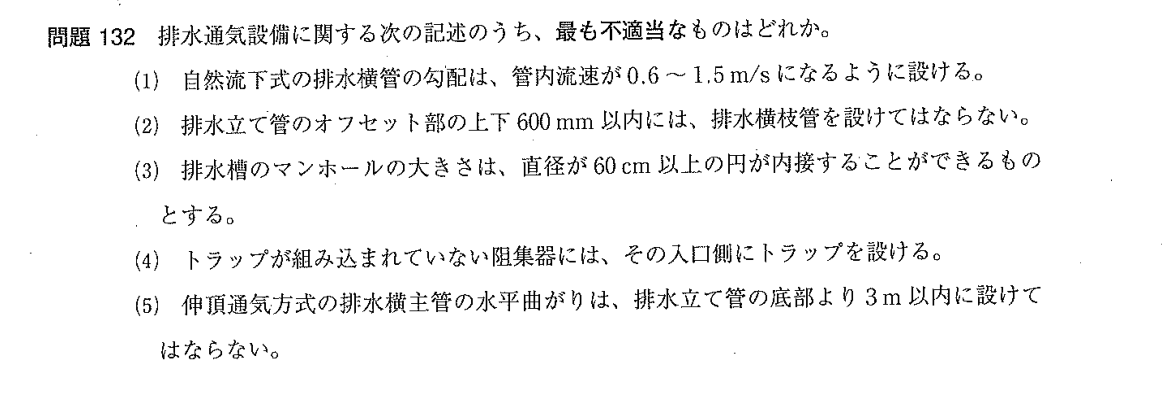 問題 132 排水通気設備に関する次の記述のうち、最も不適当なものはどれか。
(1) 自然流下式の排水横管の勾配は、管内流速が 0.6 ～ 1.5 m/s になるように設ける。
(2) 排水立て管のオフセット部の上下 600 mm 以内には、排水横枝管を設けてはならない。
(3) 排水槽のマンホールの大きさは、直径が 60 cm 以上の円が内接することができるもの
とする。
(4) トラップが組み込まれていない阻集器には、その入口側にトラップを設ける。
(5) 伸頂通気方式の排水横主管の水平曲がりは、排水立て管の底部より 3 m 以内に設けて
はならない。